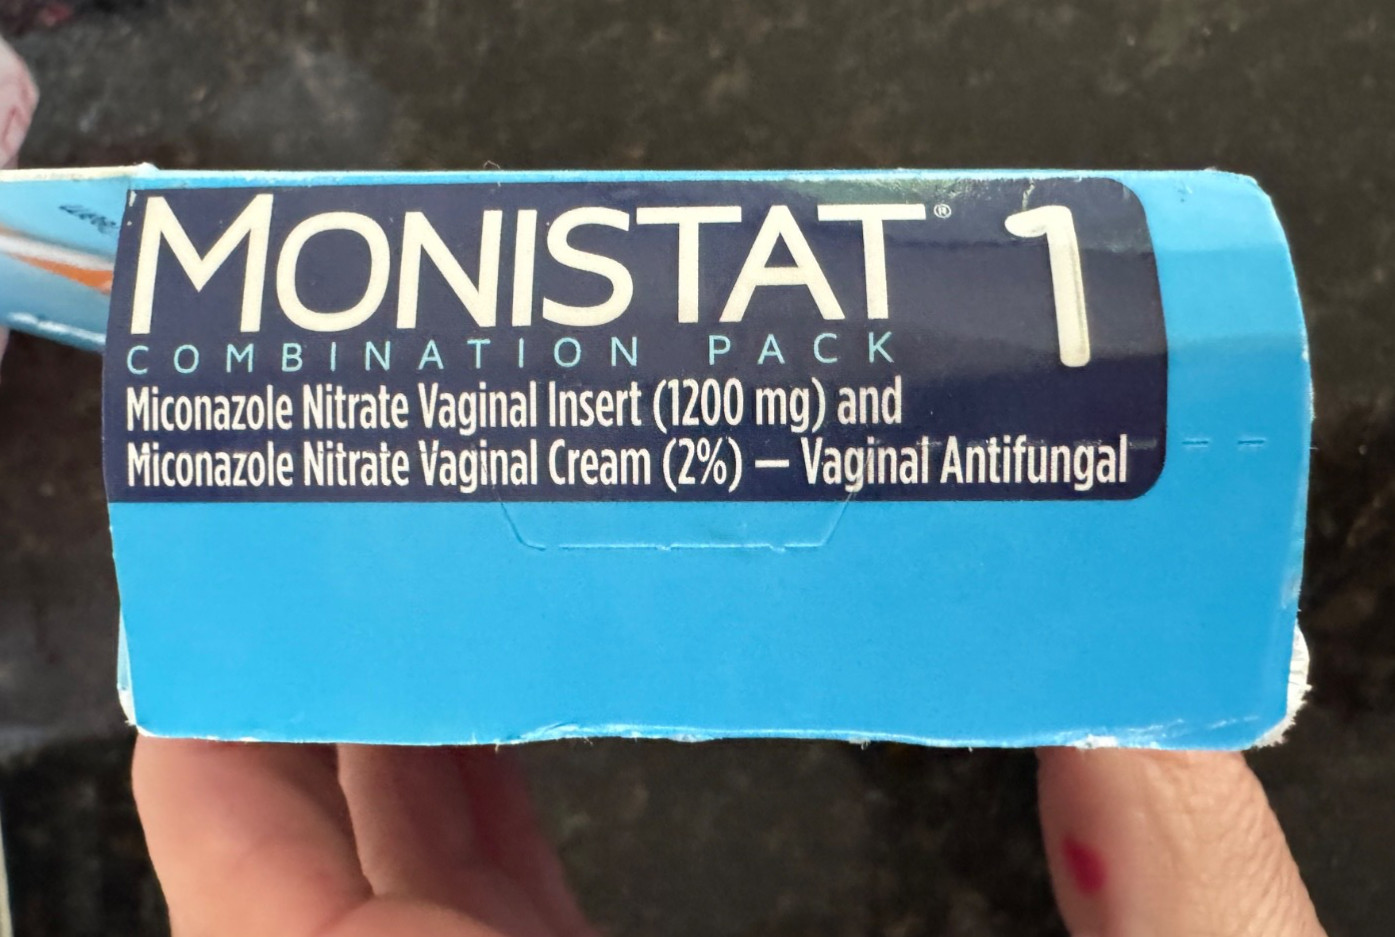 MONISTAT® 1
COMBINATION PACK
Miconazole Nitrate Vaginal Insert (1200 mg) and
Miconazole Nitrate Vaginal Cream (2%) — Vaginal Antifungal